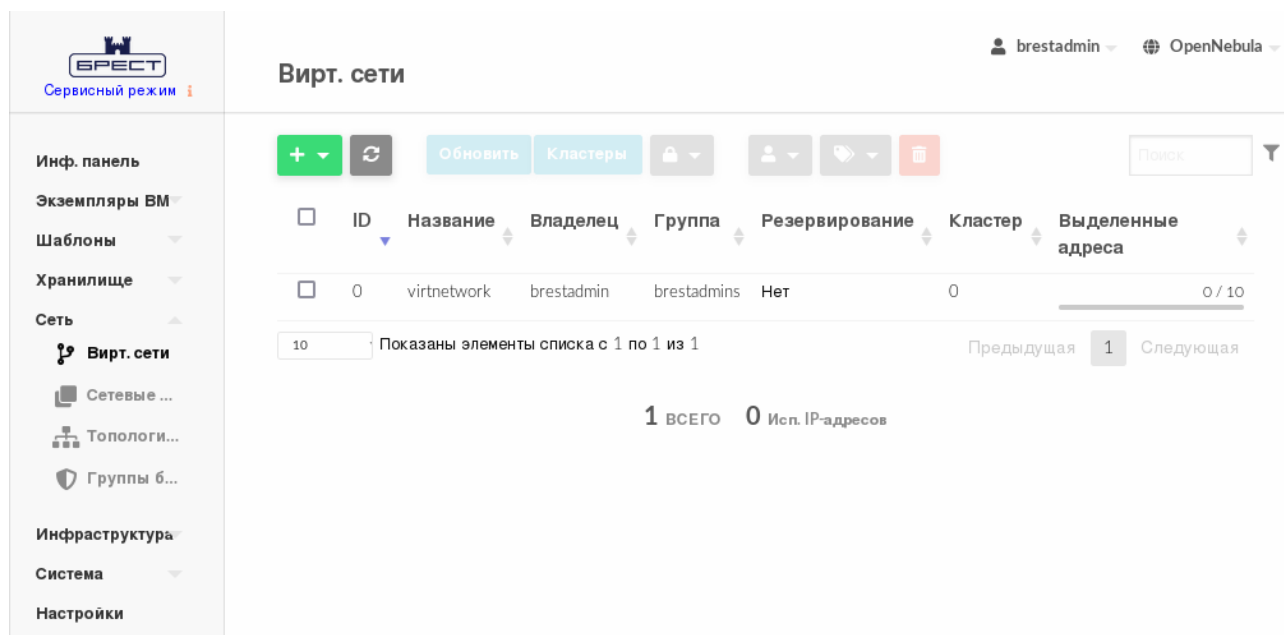 БРЕСТ
Сервисный режим i
brestadmin
OpenNebula
Вирт. сети
Инф. панель
Экземпляры ВМ
Шаблоны
Хранилище
Сеть
Вирт. сети
Сетевые ...
Топологи...
Группы б...
Инфраструктура
Система
Настройки
+
Обновить
Кластеры
Поиск
ID Название Владелец Группа Резервирование Кластер Выделенные
адреса
0 virtnetwork brestadmin brestadmins Нет 0 0 / 10
10 Показаны элементы списка с 1 по 1 из 1
Предыдущая 1 Следующая
1 ВСЕГО 0 Исп. IP-адресов